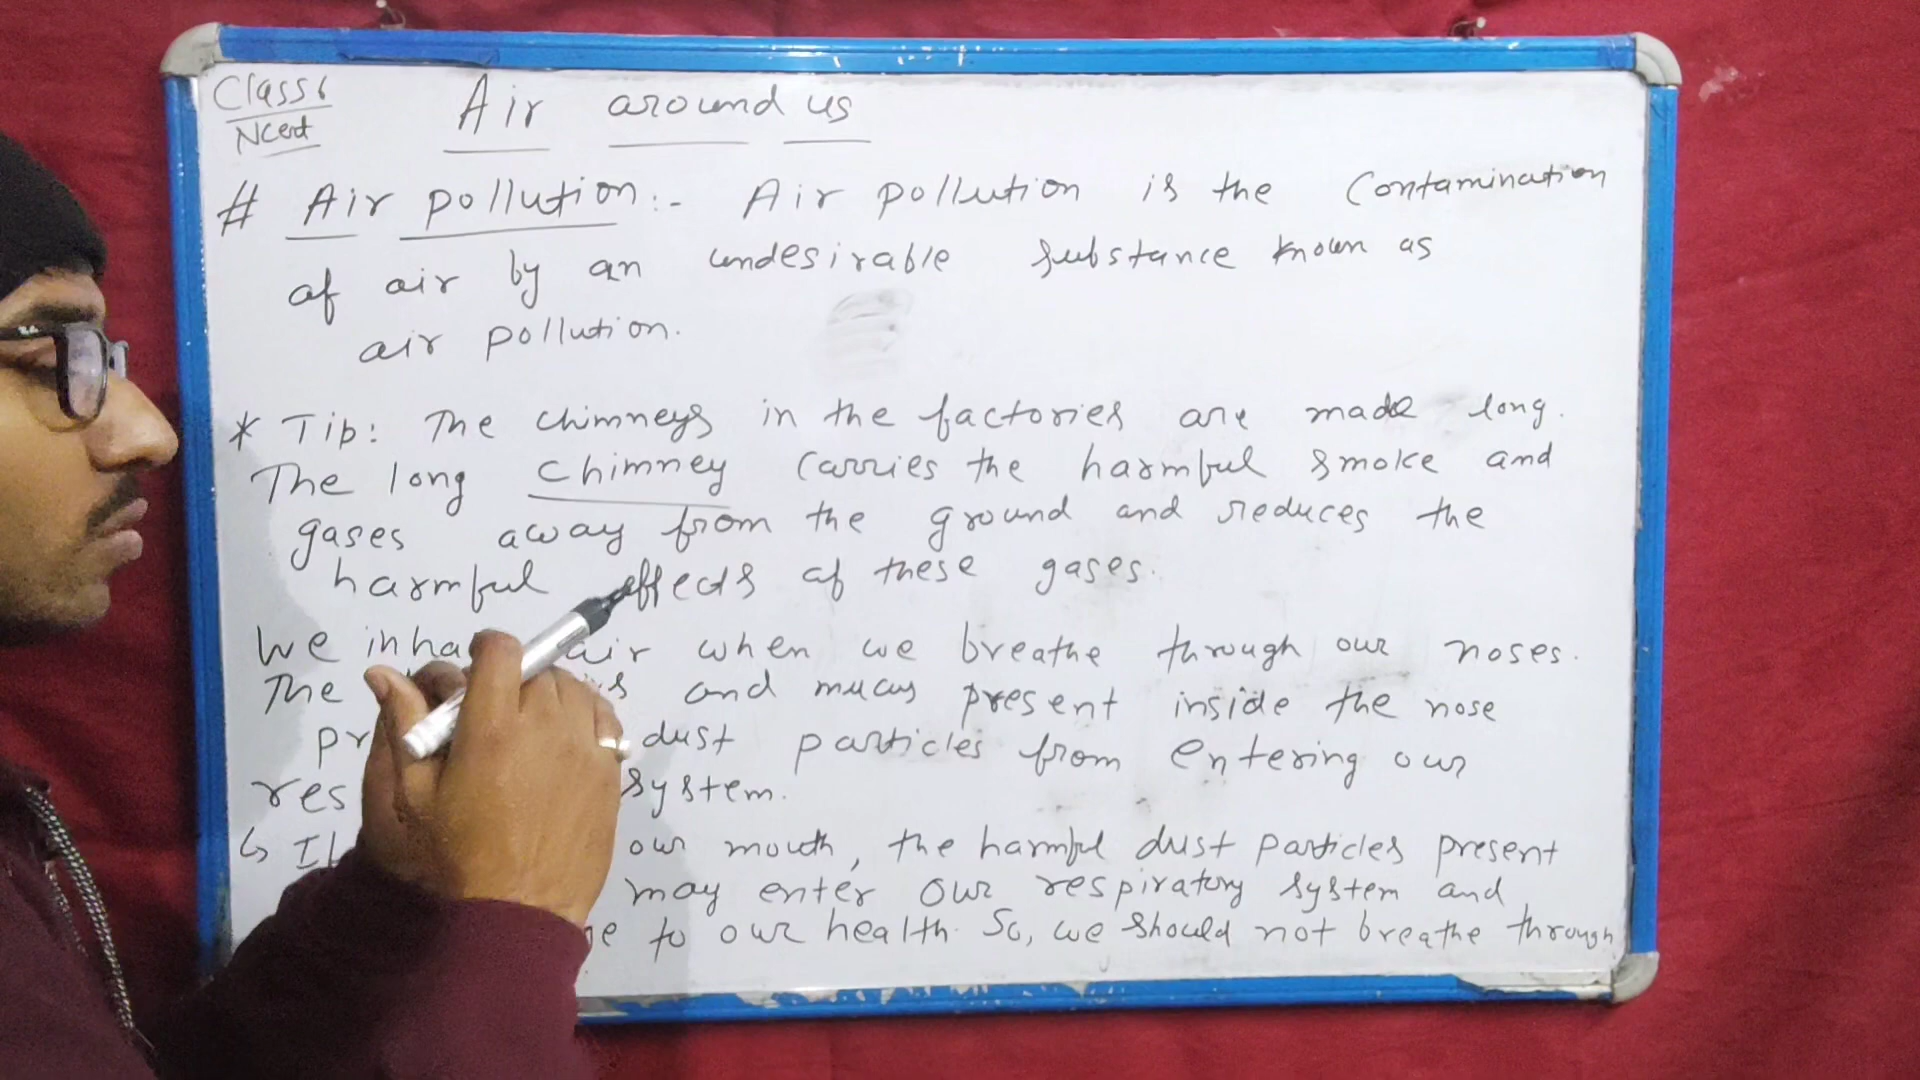 Class 6
Ncert
Air around us
# Air pollution :- Air pollution is the Contamination
of air by an undesirable substance known as
air pollution.
* Tip: The chimneys in the factories are made long.
The long chimney carries the harmful smoke and
gases away from the ground and reduces the
harmful effects of these gases.
We inha air when we breathe through our noses.
The and mucus present inside the nose
pr dust particles from entering our
res system.
↳ If our mouth, the harmful dust particles present
may enter our respiratory system and
to our health. So, we should not breathe through